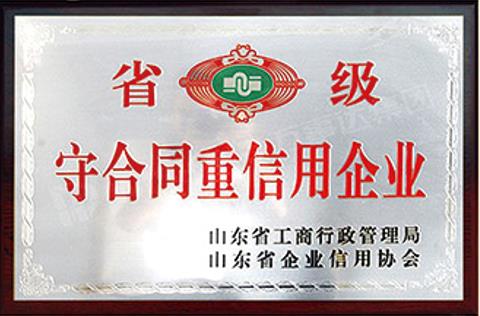 省 级
守合同重信用企业
山东省工商行政管理局
山东省企业信用协会